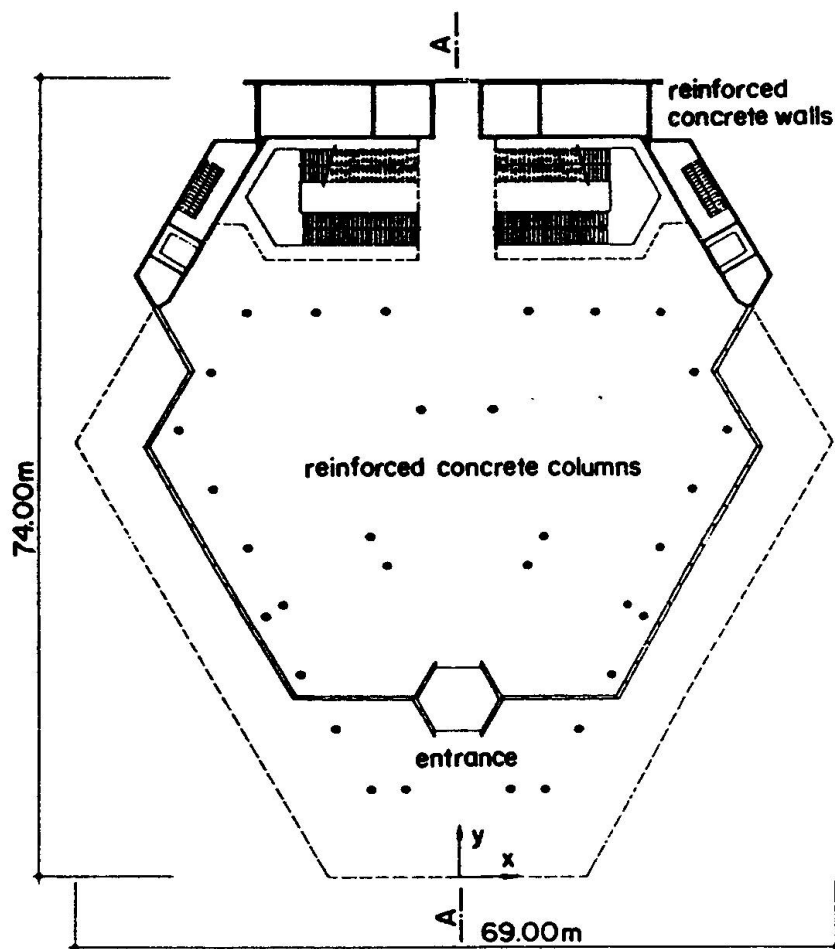 A
reinforced
concrete walls
74.00m
reinforced concrete columns
entrance
y
x
A
69.00m